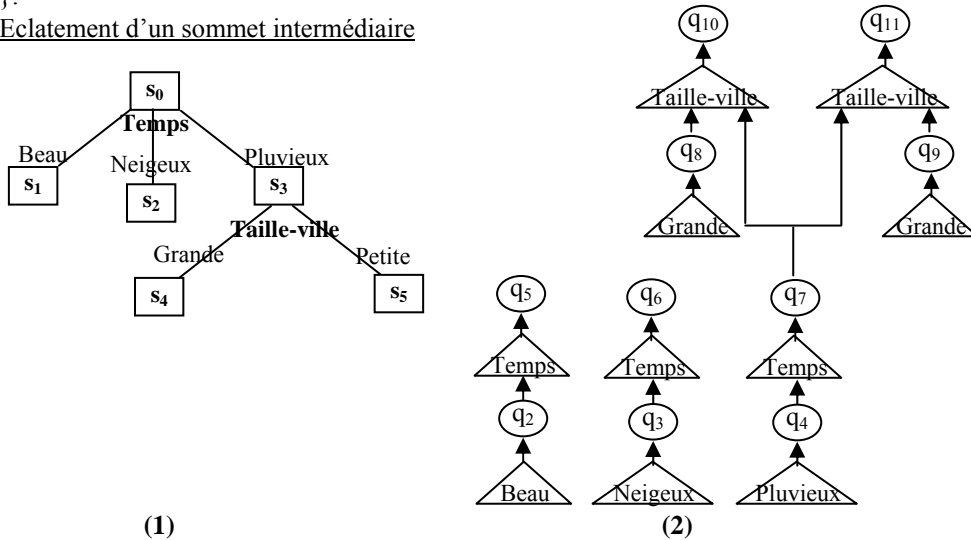 Eclatement d'un sommet intermédiaire
s0
Temps
Beau
Neigeux
Pluvieux
s1
s2
s3
Taille-ville
Grande
Petite
s4
s5
(1)
q10
q11
Taille-ville
Taille-ville
q8
q9
Grande
Grande
q5
q6
q7
Temps
Temps
Temps
q2
q3
q4
Beau
Neigeux
Pluvieux
(2)